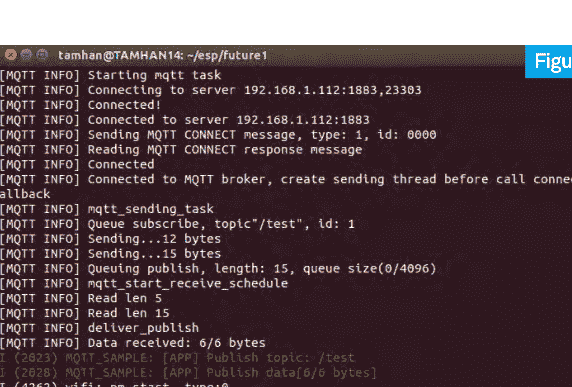 Figu
tamhan@TAMHAN14: ~/esp/future1
[MQTT INFO] Starting mqtt task
[MQTT INFO] Connecting to server 192.168.1.112:1883,23303
[MQTT INFO] Connected!
[MQTT INFO] Connected to server 192.168.1.112:1883
[MQTT INFO] Sending MQTT CONNECT message, type: 1, id: 0000
[MQTT INFO] Reading MQTT CONNECT response message
[MQTT INFO] Connected
[MQTT INFO] Connected to MQTT broker, create sending thread before call connec
allback
[MQTT INFO] mqtt_sending_task
[MQTT INFO] Queue subscribe, topic"/test", id: 1
[MQTT INFO] Sending...12 bytes
[MQTT INFO] Sending...15 bytes
[MQTT INFO] Queuing publish, length: 15, queue size(0/4096)
[MQTT INFO] mqtt_start_receive_schedule
[MQTT INFO] Read len 5
[MQTT INFO] Read len 15
[MQTT INFO] deliver_publish
[MQTT INFO] Data received: 6/6 bytes
I (2023) MQTT_SAMPLE: [APP] Publish topic: /test
I (2028) MQTT_SAMPLE: [APP] Publish data[6/6 bytes]
I (4262) wifi: pm start, type:0